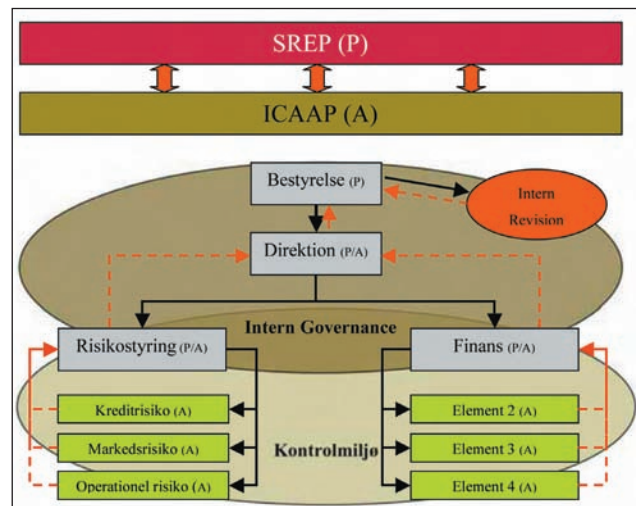 SREP (P)
ICAAP (A)
Bestyrelse (P)
Intern
Revision
Direktion (P/A)
Intern Governance
Risikostyring (P/A)
Finans (P/A)
Kreditrisiko (A)
Element 2 (A)
Markedsrisiko (A)
Kontrolmiljø
Element 3 (A)
Operationel risiko (A)
Element 4 (A)